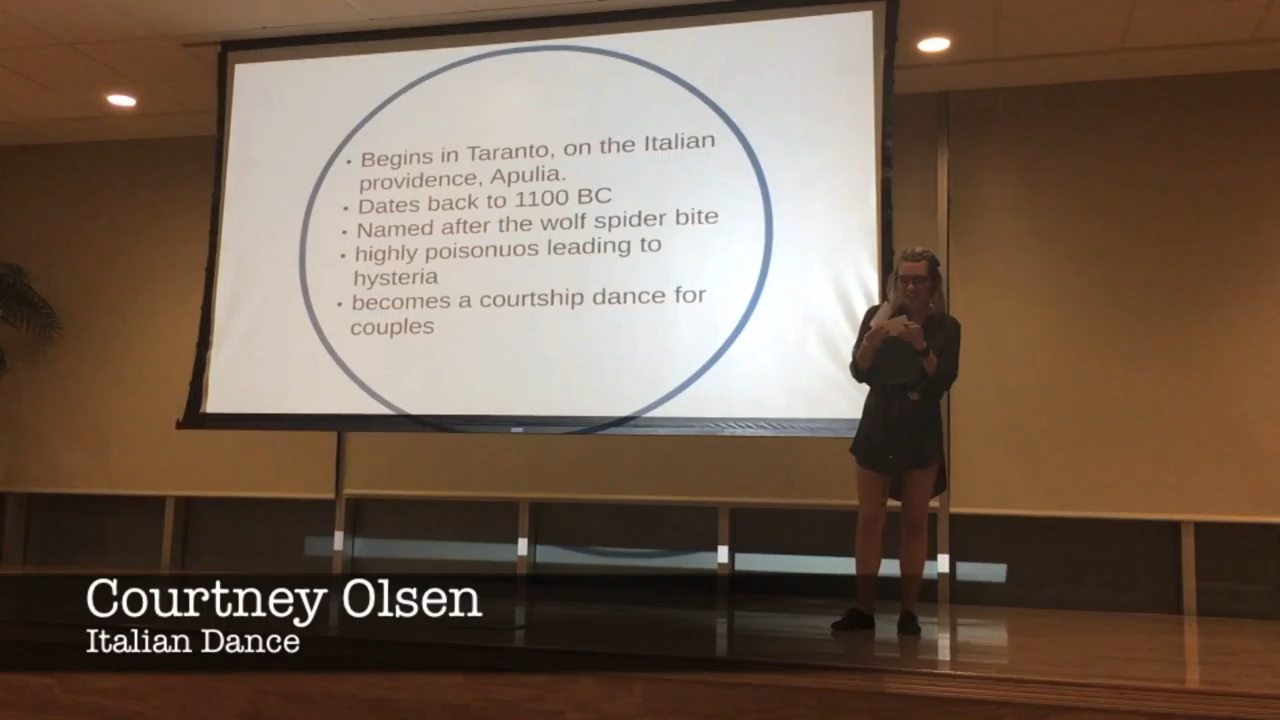 • Begins in Taranto, on the Italian
providence, Apulia.
• Dates back to 1100 BC
• Named after the wolf spider bite
• highly poisonuos leading to
hysteria
• becomes a courtship dance for
couples
Courtney Olsen
Italian Dance